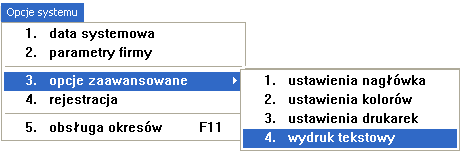 Opcje systemu
1. data systemowa
2. parametry firmy
3. opcje zaawansowane
4. rejestracja
5. obsługa okresów F11
1. ustawienia nagłówka
2. ustawienia kolorów
3. ustawienia drukarek
4. wydruk tekstowy